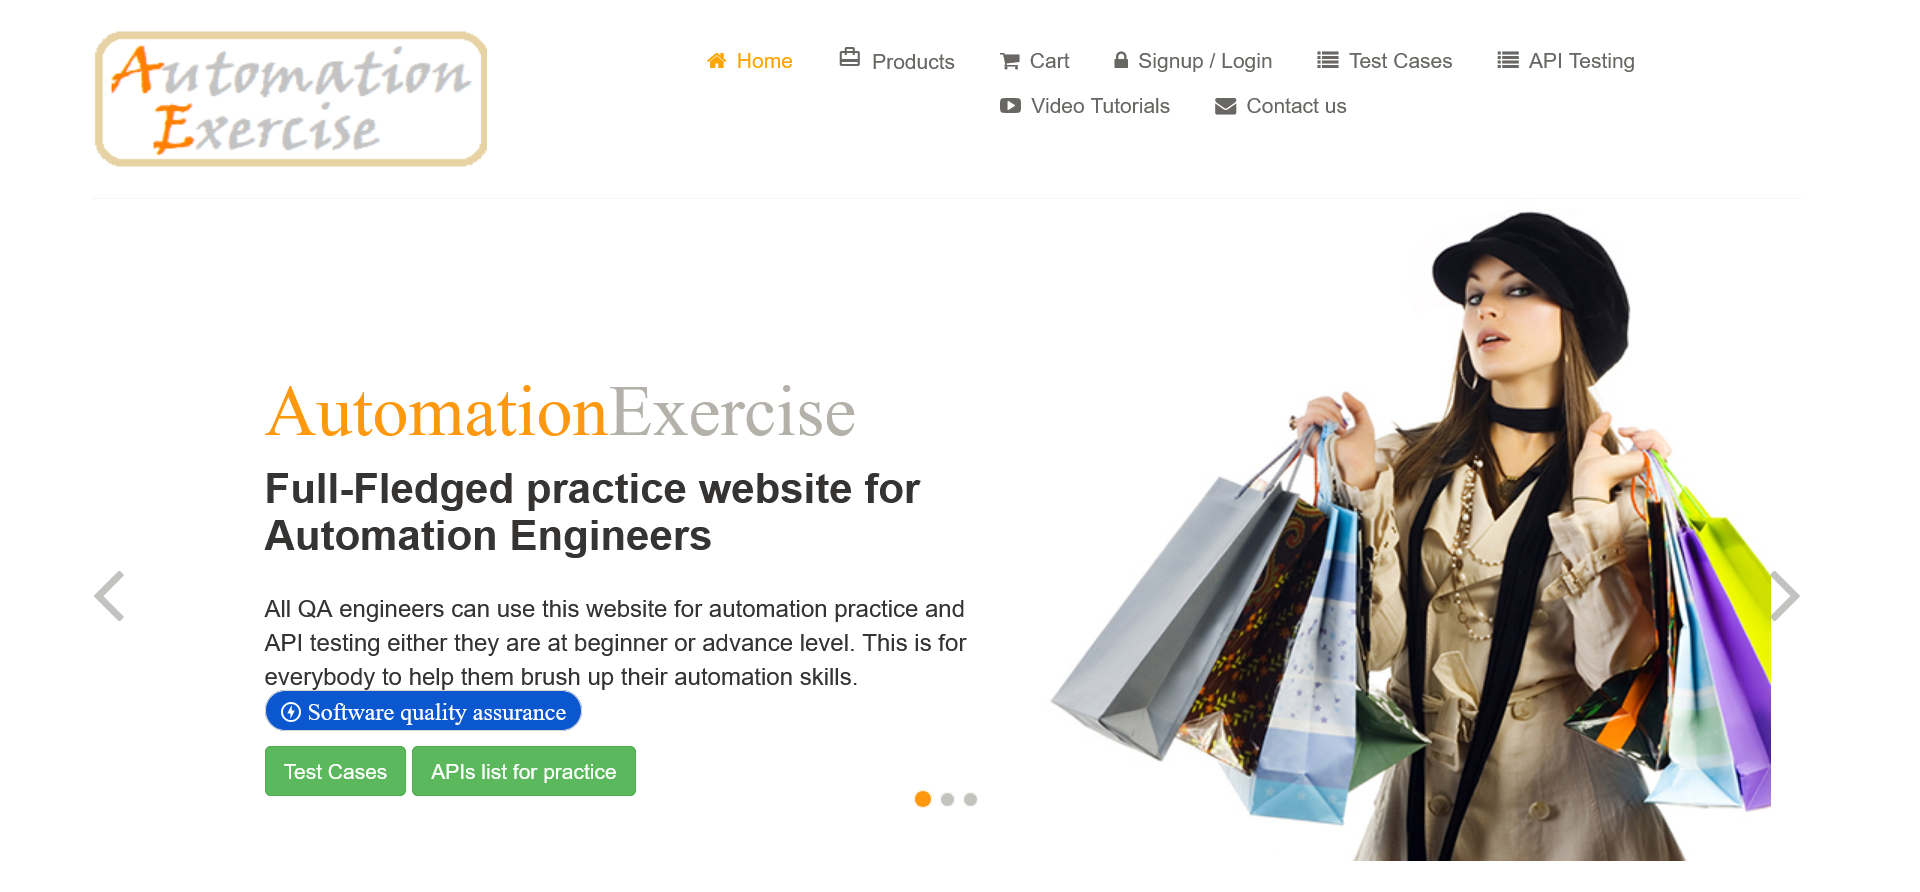 Automation
Exercise
Home
Products
Cart
Signup / Login
Test Cases
API Testing
Video Tutorials
Contact us
AutomationExercise
Full-Fledged practice website for
Automation Engineers
All QA engineers can use this website for automation practice and
API testing either they are at beginner or advance level. This is for
everybody to help them brush up their automation skills.
Software quality assurance
Test Cases
APIs list for practice